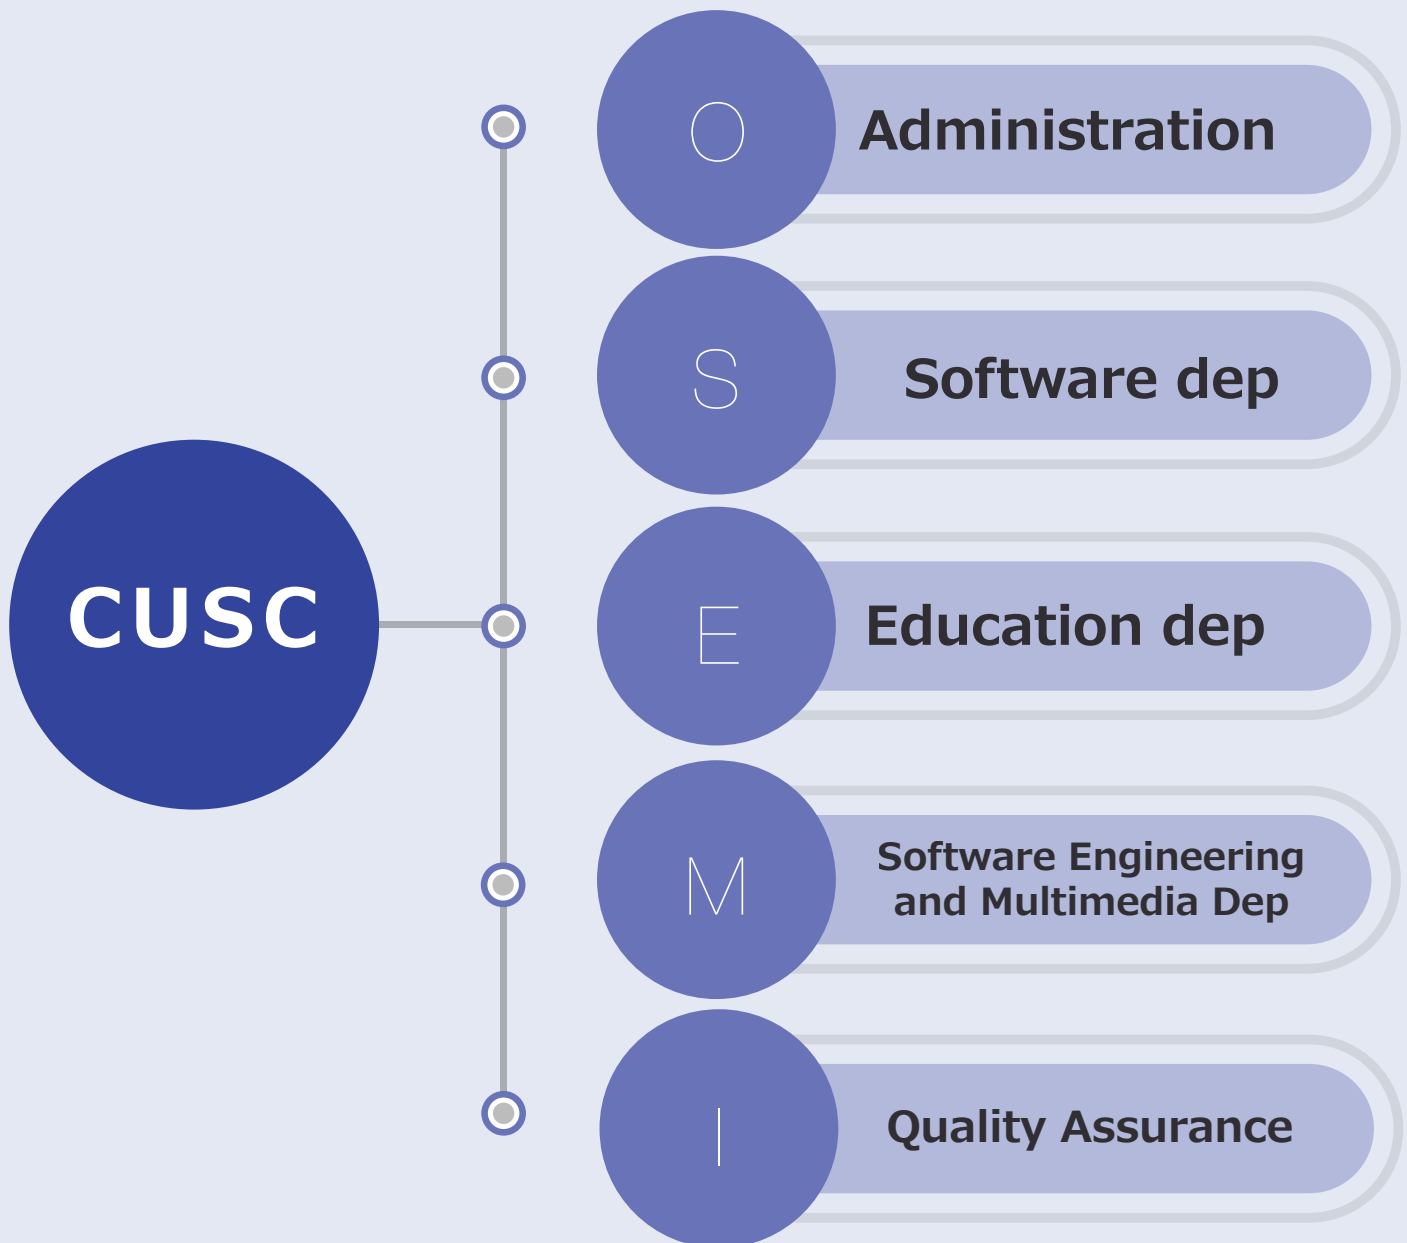 CUSC
O
Administration
S
Software dep
E
Education dep
M
Software Engineering
and Multimedia Dep
I
Quality Assurance